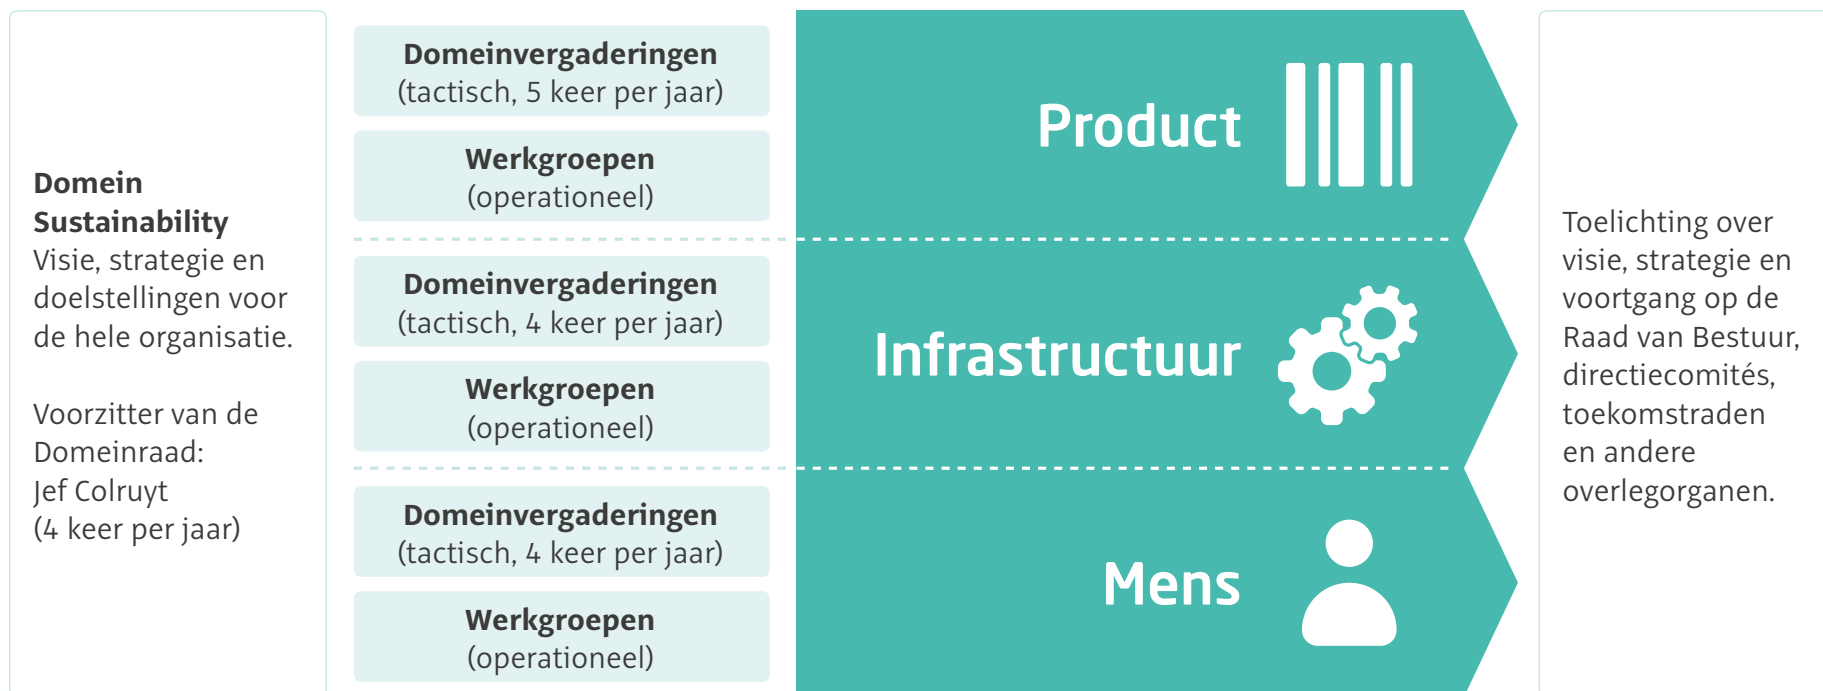 Domein
Sustainability
Visie, strategie en
doelstellingen voor
de hele organisatie.
Voorzitter van de
Domeinraad:
Jef Colruyt
(4 keer per jaar)
Domeinvergaderingen
(tactisch, 5 keer per jaar)
Werkgroepen
(operationeel)
Product
Domeinvergaderingen
(tactisch, 4 keer per jaar)
Werkgroepen
(operationeel)
Infrastructuur
Domeinvergaderingen
(tactisch, 4 keer per jaar)
Werkgroepen
(operationeel)
Mens
Toelichting over
visie, strategie en
voortgang op de
Raad van Bestuur,
directiecomités,
toekomstraden
en andere
overlegorganen.